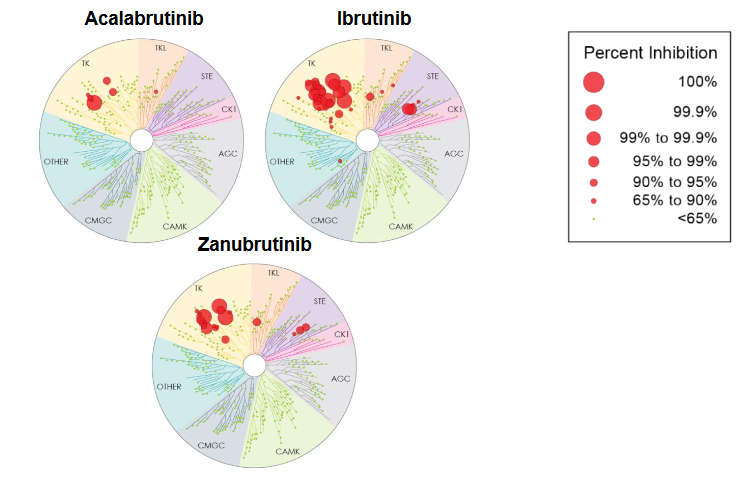 Acalabrutinib
TK
TKL
STE
CK1
AGC
CAMK
CMGC
OTHER
Ibrutinib
TK
TKL
STE
CK1
AGC
CAMK
CMGC
OTHER
Percent Inhibition
100%
99.9%
99% to 99.9%
95% to 99%
90% to 95%
65% to 90%
<65%
Zanubrutinib
TK
TKL
STE
CK1
AGC
CAMK
CMGC
OTHER